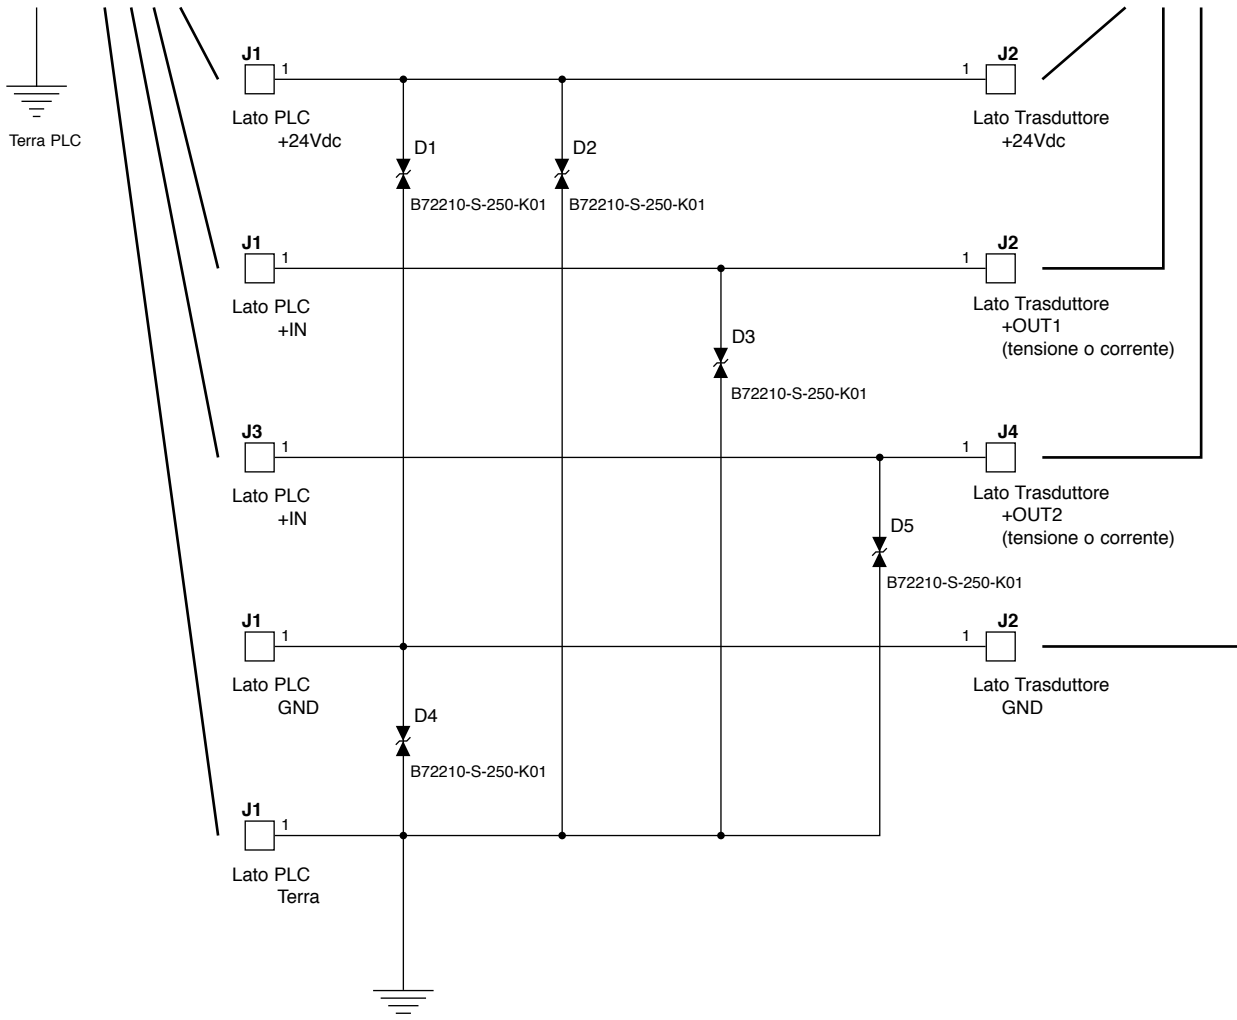 Terra PLC
J1
1
Lato PLC
+24Vdc
1
J2
Lato Trasduttore
+24Vdc
D1
B72210-S-250-K01
D2
B72210-S-250-K01
J1
1
Lato PLC
+IN
1
J2
Lato Trasduttore
+OUT1
(tensione o corrente)
D3
B72210-S-250-K01
J3
1
Lato PLC
+IN
1
J4
Lato Trasduttore
+OUT2
(tensione o corrente)
D5
B72210-S-250-K01
J1
1
Lato PLC
GND
1
J2
Lato Trasduttore
GND
D4
B72210-S-250-K01
J1
1
Lato PLC
Terra